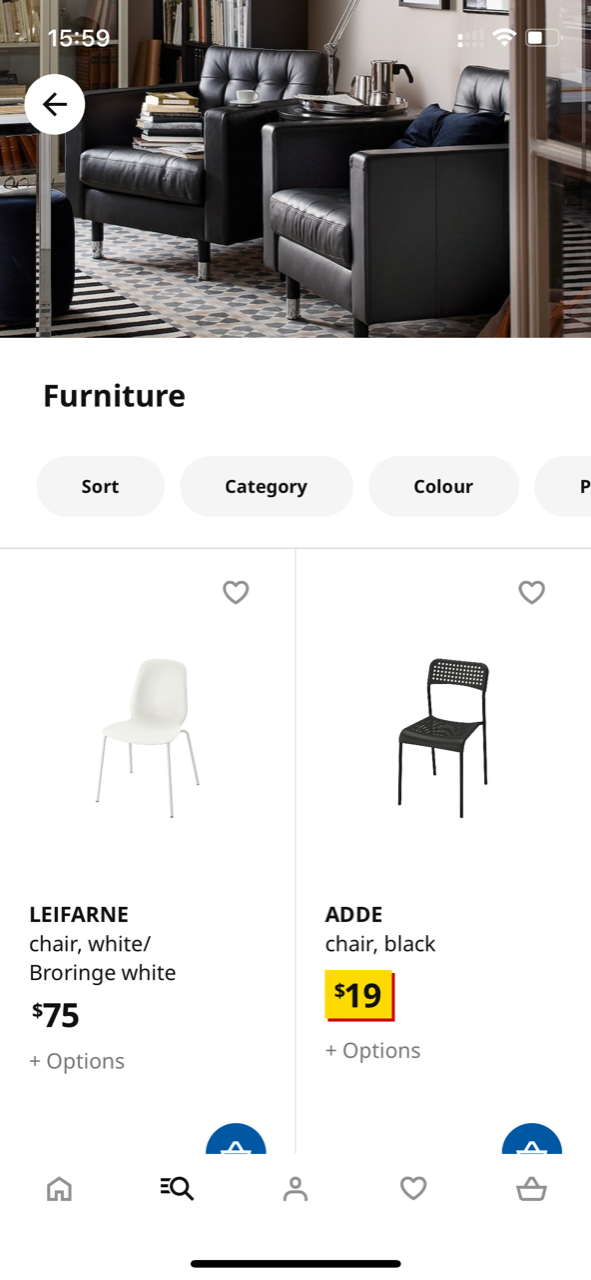 15:59
Furniture
Sort
Category
Colour
P
LEIFARNE
chair, white/
Broringe white
$75
+ Options
ADDE
chair, black
$19
+ Options